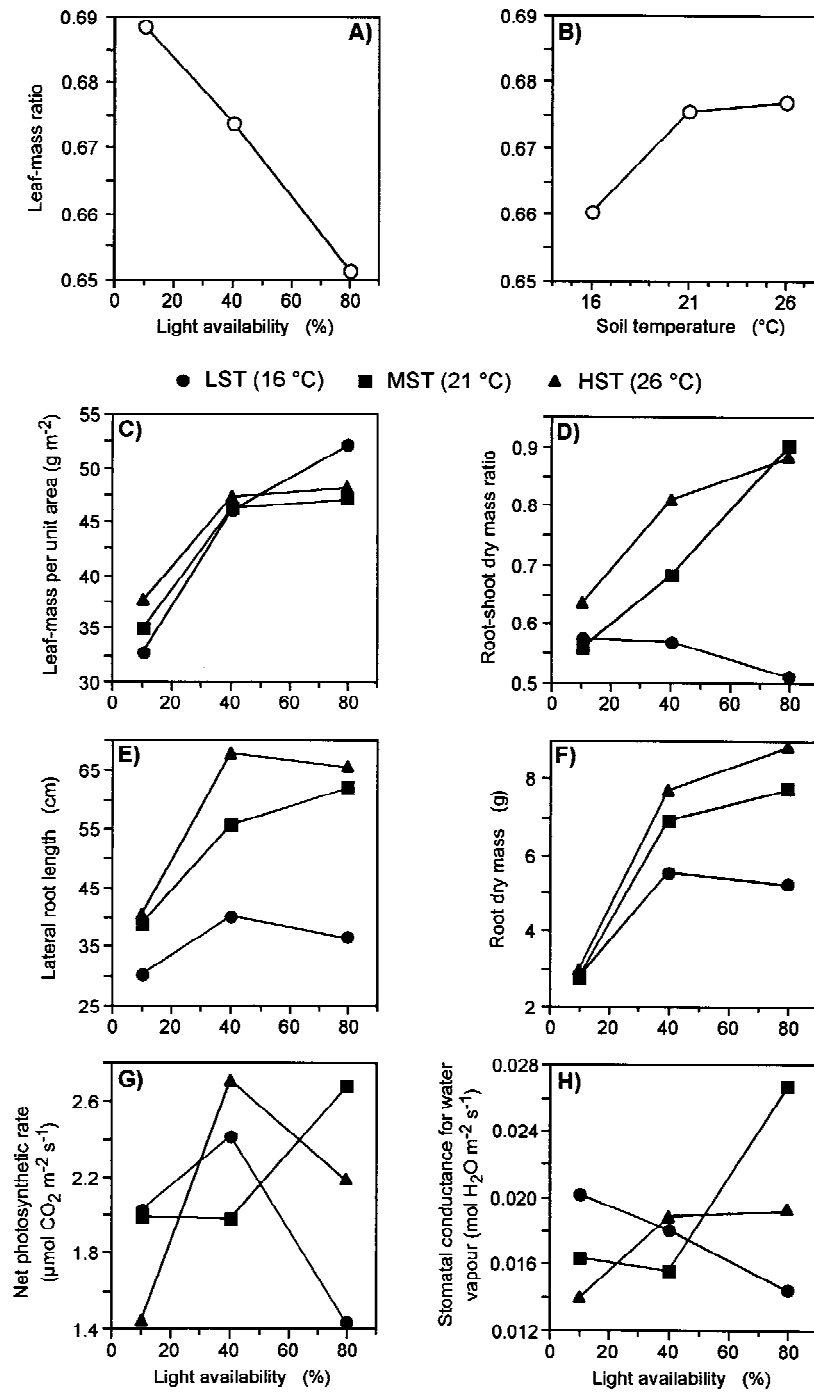 A)
Leaf-mass ratio
0.69
0.68
0.67
0.66
0.65
0 20 40 60 80
Light availability (%)
B)
0.69
0.68
0.67
0.66
0.65
16 21 26
Soil temperature (°C)
LST (16 °C) MST (21 °C) HST (26 °C)
C)
Leaf-mass per unit area (g m-2)
55
50
45
40
35
30
0 20 40 60 80
D)
Root-shoot dry mass ratio
0.9
0.8
0.7
0.6
0.5
0 20 40 60 80
E)
Lateral root length (cm)
65
55
45
35
25
0 20 40 60 80
F)
Root dry mass (g)
8
6
4
2
0 20 40 60 80
G)
Net photosynthetic rate
(µmol CO2 m-2 s-1)
2.6
2.2
1.8
1.4
0 20 40 60 80
Light availability (%)
H)
Stomatal conductance for water
vapour (mol H2O m-2 s-1)
0.028
0.024
0.020
0.016
0.012
0 20 40 60 80
Light availability (%)